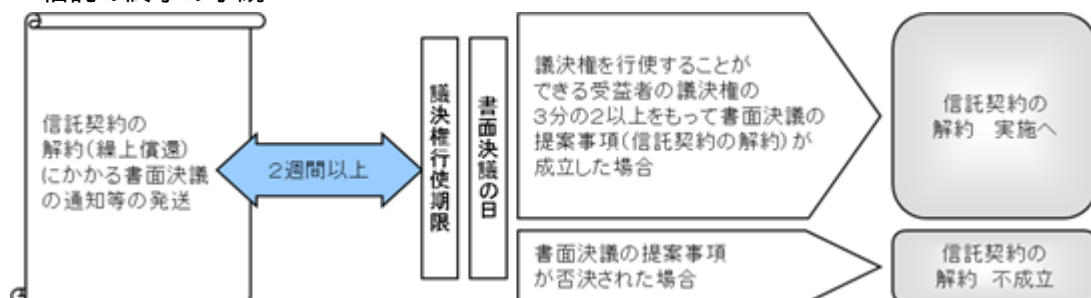 信託契約の
解約(繰上償還)
にかかる書面決議
の通知等の発送
2週間以上
議決権行使期限
書面決議の日
議決権を行使することが
できる受益者の議決権の
3分の2以上をもって書面決議の
提案事項(信託契約の解約)が
成立した場合
信託契約の
解約 実施へ
書面決議の提案事項
が否決された場合
信託契約の
解約 不成立